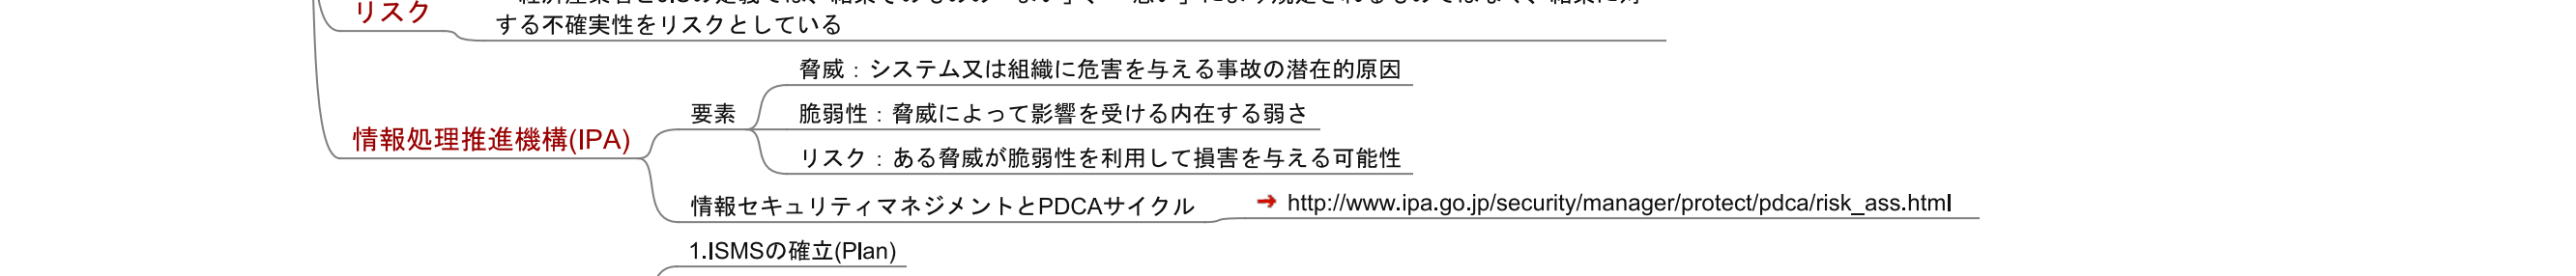 リスク
する不確実性をリスクとしている
脅威：システム又は組織に危害を与える事故の潜在的原因
要素
脆弱性：脅威によって影響を受ける内在する弱さ
情報処理推進機構(IPA)
リスク：ある脅威が脆弱性を利用して損害を与える可能性
情報セキュリティマネジメントとPDCAサイクル
http://www.ipa.go.jp/security/manager/protect/pdca/risk_ass.html
1.ISMSの確立(Plan)